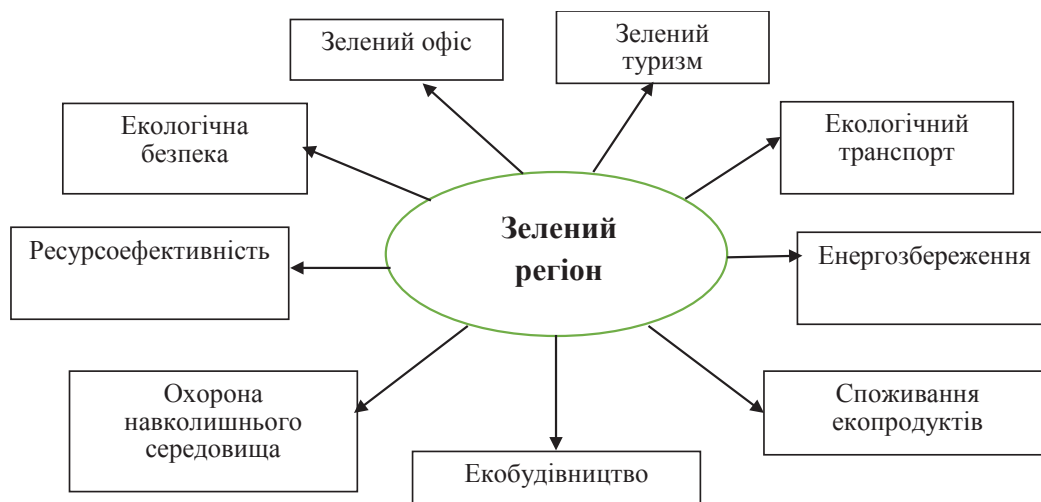 Зелений офіс
Зелений
туризм
Екологічна
безпека
Екологічний
транспорт
Зелений
регіон
Ресурсоефективність
Енергозбереження
Охорона
навколишнього
середовища
Споживання
екопродуктів
Екобудівництво